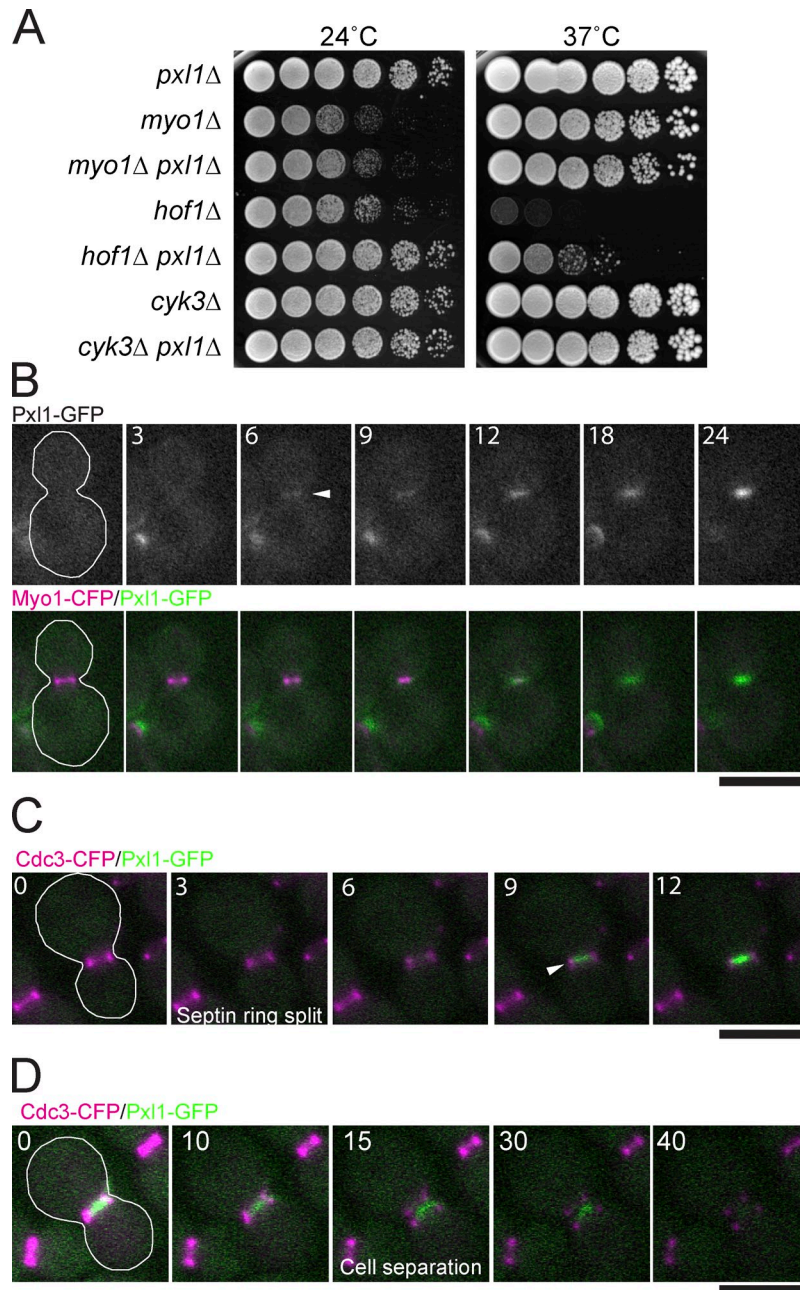 A
24˚C 37˚C
pxl1Δ
myo1Δ
myo1Δ pxl1Δ
hof1Δ
hof1Δ pxl1Δ
cyk3Δ
cyk3Δ pxl1Δ
B
Pxl1-GFP
3 6 9 12 18 24
Myo1-CFP/Pxl1-GFP
C
Cdc3-CFP/Pxl1-GFP
0 3 6 9 12
Septin ring split
D
Cdc3-CFP/Pxl1-GFP
0 10 15 30 40
Cell separation